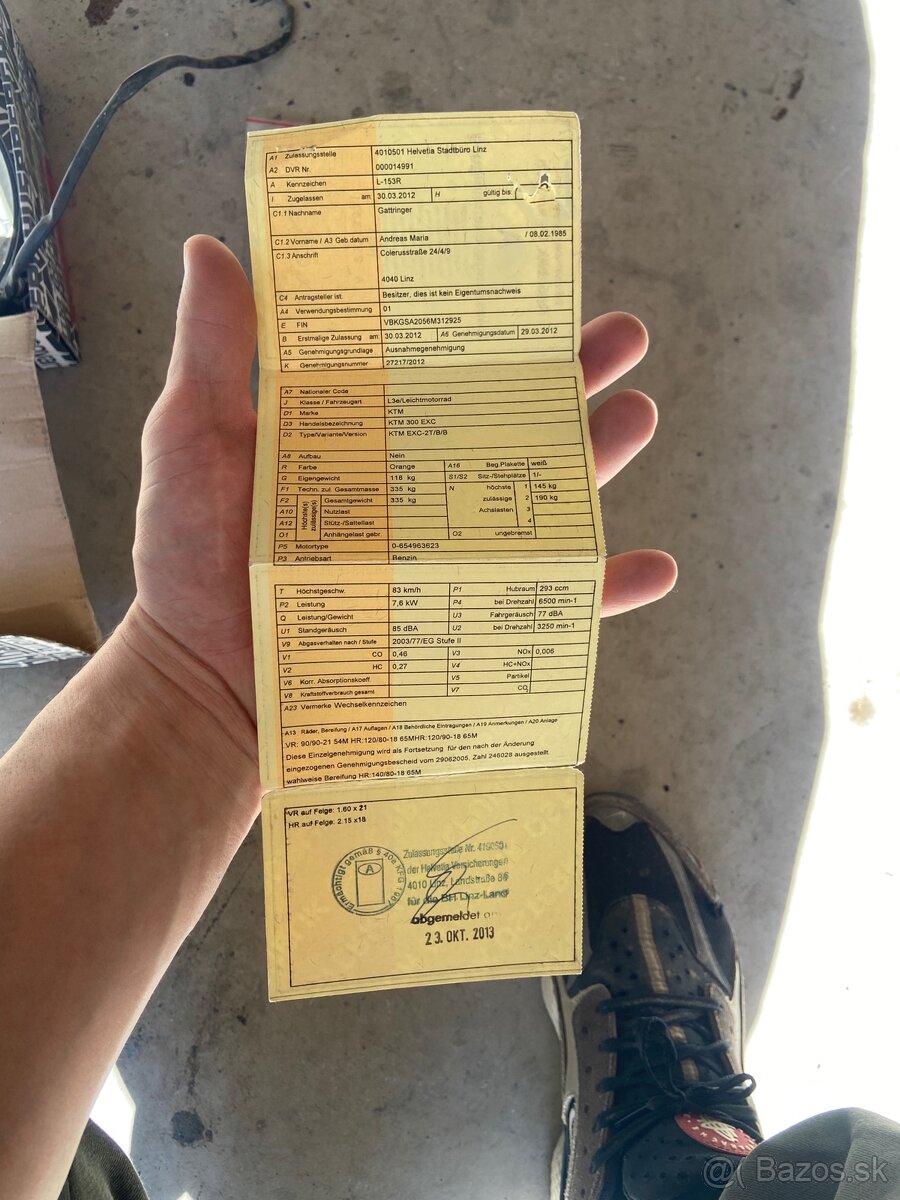 A1 Zulassungsstelle 4010501 Helvetia Stadtbüro Linz
A2 DVR Nr. 000014991
A Kennzeichen L-153R
I Zugelassen am: 30.03.2012 H gültig bis:
C1.1 Nachname Gattringer
C1.2 Vorname / A3 Geb.datum Andreas Maria / 08.02.1985
C1.3 Anschrift Colerusstraße 24/4/9
4040 Linz
C4 Antragsteller ist: Besitzer, dies ist kein Eigentumsnachweis
A4 Verwendungsbestimmung 01
E FIN VBKGSA2056M312925
B Erstmalige Zulassung am: 30.03.2012 A6 Genehmigungsdatum 29.03.2012
A5 Genehmigungsgrundlage Ausnahmegenehmigung
K Genehmigungsnummer 27217/2012
A7 Nationaler Code
J Klasse / Fahrzeugart L3e/Leichtmotorrad
D1 Marke KTM
D3 Handelsbezeichnung KTM 300 EXC
D2 Type/Variante/Version KTM EXC-2T/B/B
A8 Aufbau Nein
R Farbe Orange A16 Beg.Plakette weiß
G Eigengewicht 118 kg S1/S2 Sitz-/Stehplätze 1/-
F1 Techn. zul. Gesamtmasse 335 kg N höchste 1 145 kg
F2 Höchste(s) zulässige(s) Gesamtgewicht 335 kg zulässige 2 190 kg
A10 Nutzlast Achslasten 3
A12 Stütz-/Sattellast 4
O1 Anhängelast gebr. O2 ungebremst
P5 Motortype 0-654963623
P3 Antriebsart Benzin
T Höchstgeschw. 83 km/h P1 Hubraum 293 ccm
P2 Leistung 7,6 kW P4 bei Drehzahl 6500 min-1
Q Leistung/Gewicht U3 Fahrgeräusch 77 dBA
U1 Standgeräusch 85 dBA U2 bei Drehzahl 3250 min-1
V9 Abgasverhalten nach / Stufe 2003/77/EG Stufe II
V1 CO 0,46 V3 NOx 0,006
V2 HC 0,27 V4 HC+NOx
V6 Korr. Absorptionskoeff. V5 Partikel
V8 Kraftstoffverbrauch gesamt V7 CO2
A23 Vermerke Wechselkennzeichen
A13 Räder, Bereifung / A17 Auflagen / A18 Behördliche Eintragungen / A19 Anmerkungen / A20 Anlage
VR: 90/90-21 54M HR:120/80-18 65MHR:120/90-18 65M
Diese Einzelgenehmigung wird als Fortsetzung für den nach der Änderung
eingezogenen Genehmigungsbescheid vom 29062005, Zahl 246028 ausgestellt
wahlweise Bereifung HR:140/80-18 65M
VR auf Felge: 1.60 x 21
HR auf Felge: 2.15 x18
Ermächtigt gemäß § 40a KFG 1967
A
Zulassungsstelle Nr. 4010501
der Helvetia Versicherungen
4010 Linz, Landstraße
für die BH Linz-Land
abgemeldet
23. OKT. 2013
@( Bazos.sk